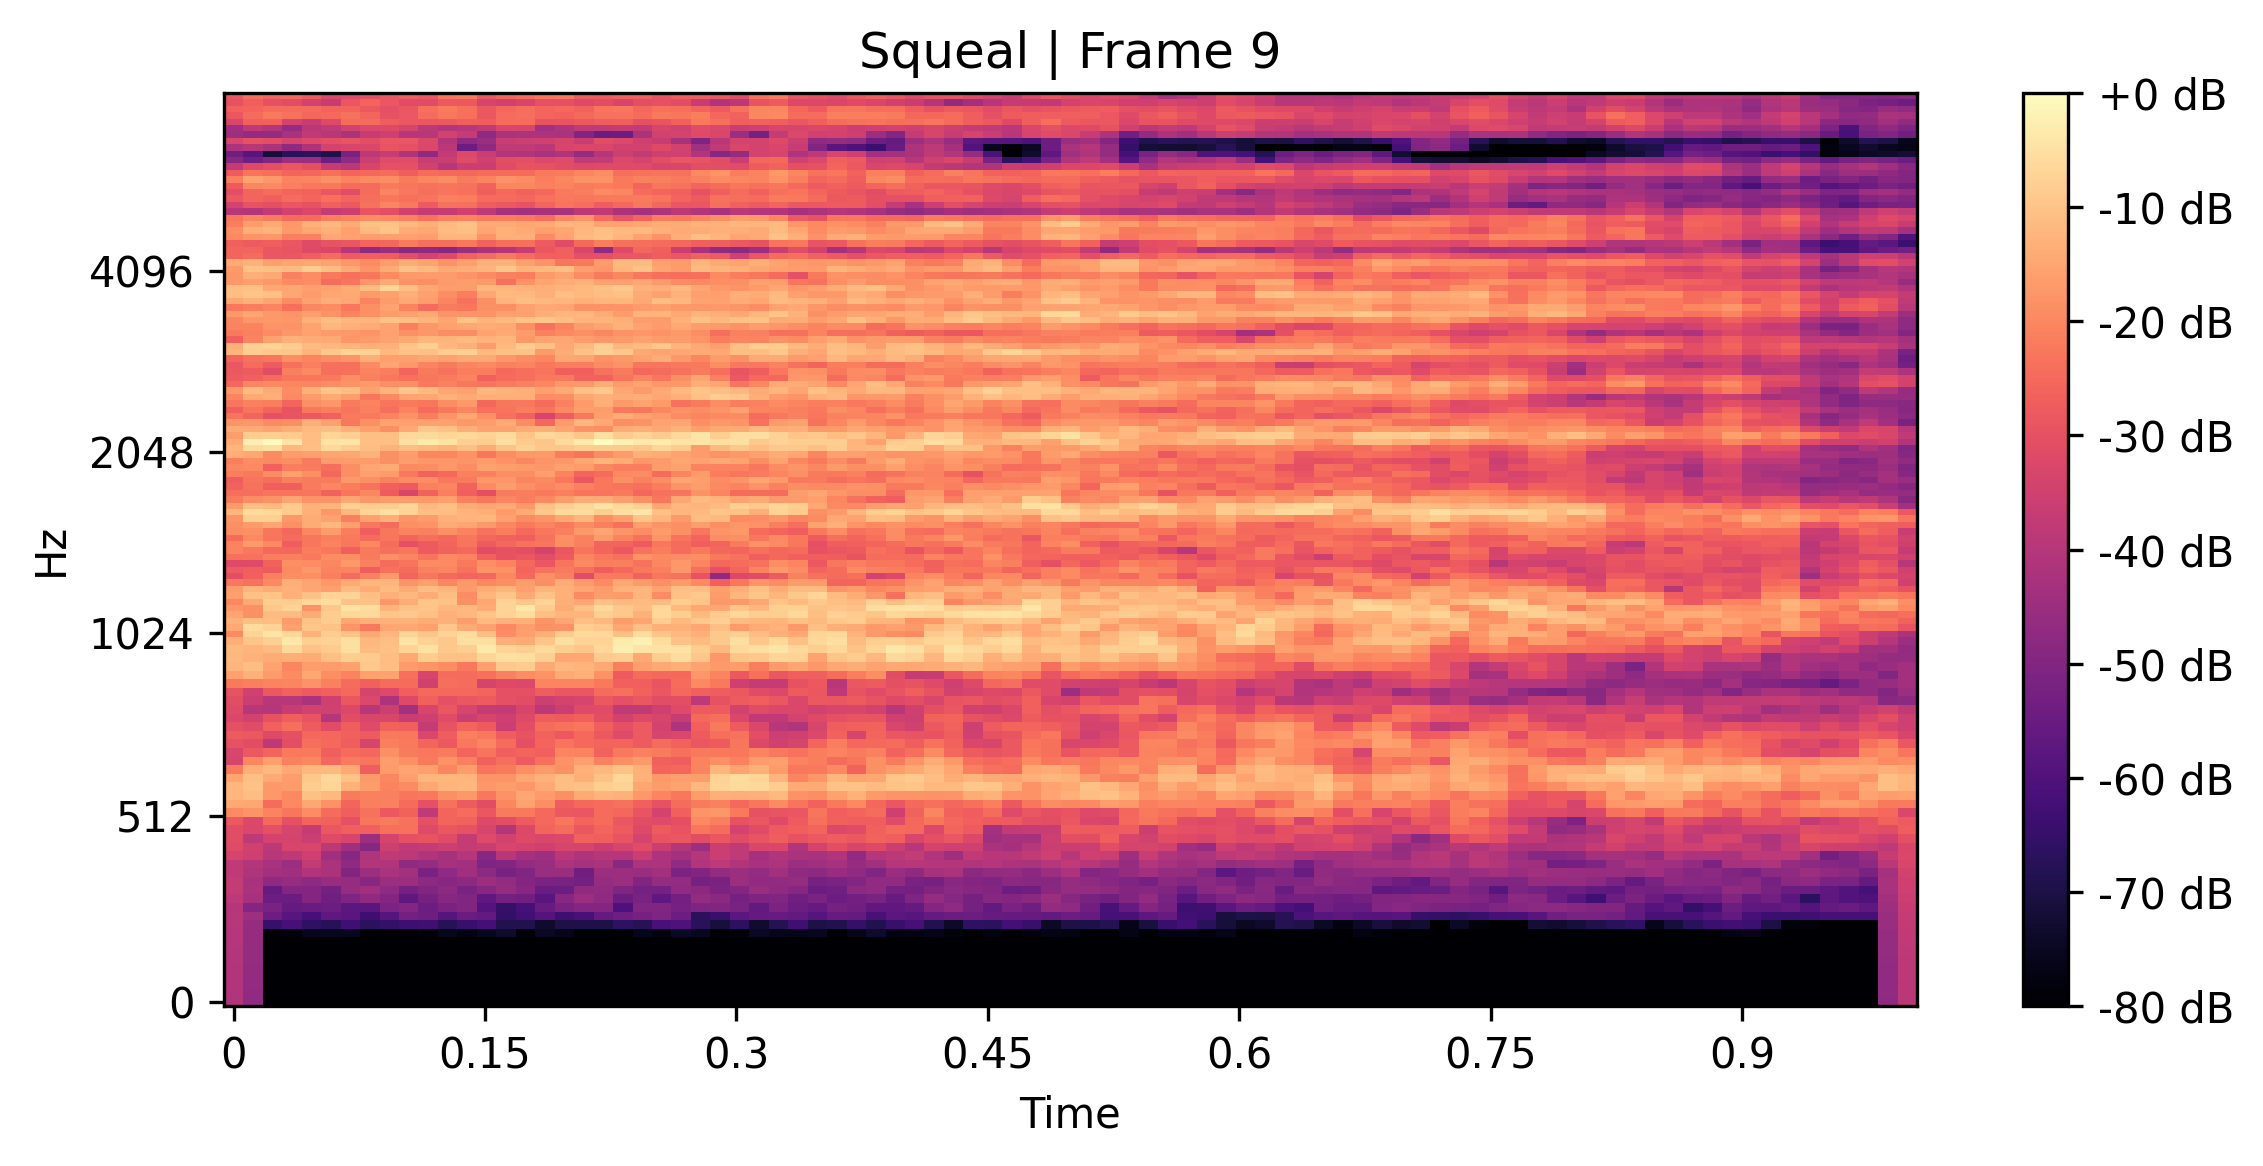 Squeal | Frame 9
Hz
4096
2048
1024
512
0
0 0.15 0.3 0.45 0.6 0.75 0.9
Time
+0 dB
-10 dB
-20 dB
-30 dB
-40 dB
-50 dB
-60 dB
-70 dB
-80 dB